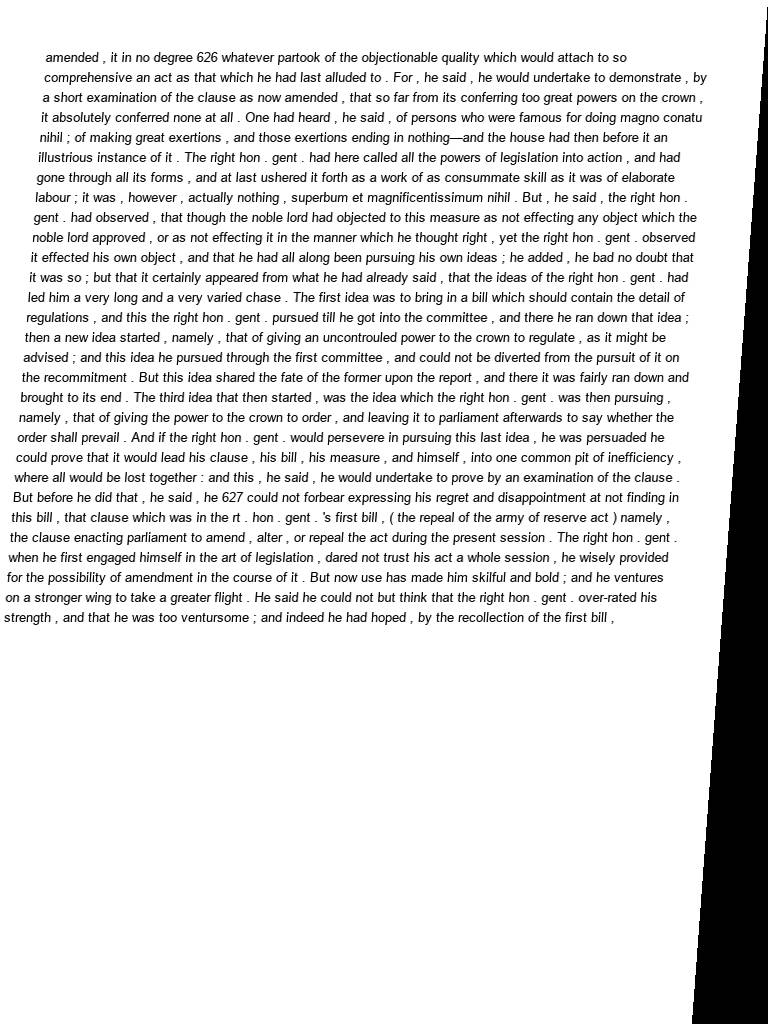 amended , it in no degree 626 whatever partook of the objectionable quality which would attach to so
comprehensive an act as that which he had last alluded to . For , he said , he would undertake to demonstrate , by
a short examination of the clause as now amended , that so far from its conferring too great powers on the crown ,
it absolutely conferred none at all . One had heard , he said , of persons who were famous for doing magno conatu
nihil ; of making great exertions , and those exertions ending in nothing—and the house had then before it an
illustrious instance of it . The right hon . gent . had here called all the powers of legislation into action , and had
gone through all its forms , and at last ushered it forth as a work of as consummate skill as it was of elaborate
labour ; it was , however , actually nothing , superbum et magnificentissimum nihil . But , he said , the right hon .
gent . had observed , that though the noble lord had objected to this measure as not effecting any object which the
noble lord approved , or as not effecting it in the manner which he thought right , yet the right hon . gent . observed
it effected his own object , and that he had all along been pursuing his own ideas ; he added , he bad no doubt that
it was so ; but that it certainly appeared from what he had already said , that the ideas of the right hon . gent . had
led him a very long and a very varied chase . The first idea was to bring in a bill which should contain the detail of
regulations , and this the right hon . gent . pursued till he got into the committee , and there he ran down that idea ;
then a new idea started , namely , that of giving an uncontrouled power to the crown to regulate , as it might be
advised ; and this idea he pursued through the first committee , and could not be diverted from the pursuit of it on
the recommitment . But this idea shared the fate of the former upon the report , and there it was fairly ran down and
brought to its end . The third idea that then started , was the idea which the right hon . gent . was then pursuing ,
namely , that of giving the power to the crown to order , and leaving it to parliament afterwards to say whether the
order shall prevail . And if the right hon . gent . would persevere in pursuing this last idea , he was persuaded he
could prove that it would lead his clause , his bill , his measure , and himself , into one common pit of inefficiency ,
where all would be lost together : and this , he said , he would undertake to prove by an examination of the clause .
But before he did that , he said , he 627 could not forbear expressing his regret and disappointment at not finding in
this bill , that clause which was in the rt . hon . gent . 's first bill , ( the repeal of the army of reserve act ) namely ,
the clause enacting parliament to amend , alter , or repeal the act during the present session . The right hon . gent .
when he first engaged himself in the art of legislation , dared not trust his act a whole session , he wisely provided
for the possibility of amendment in the course of it . But now use has made him skilful and bold ; and he ventures
on a stronger wing to take a greater flight . He said he could not but think that the right hon . gent . over-rated his
strength , and that he was too ventursome ; and indeed he had hoped , by the recollection of the first bill ,